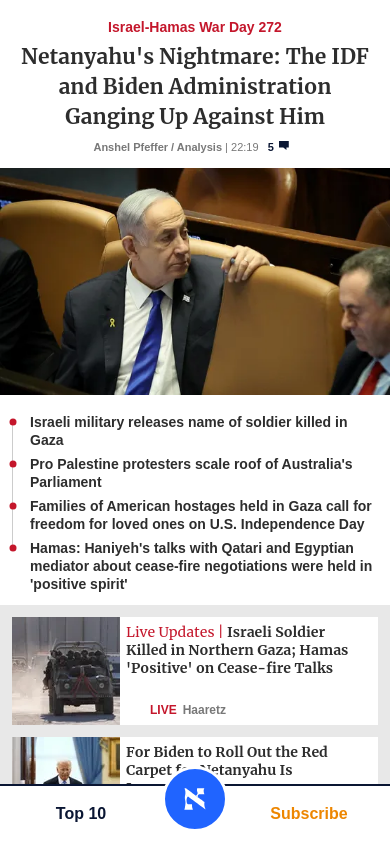 Israel-Hamas War Day 272
Netanyahu's Nightmare: The IDF
and Biden Administration
Ganging Up Against Him
Anshel Pfeffer / Analysis | 22:19 5
Israeli military releases name of soldier killed in
Gaza
Pro Palestine protesters scale roof of Australia's
Parliament
Families of American hostages held in Gaza call for
freedom for loved ones on U.S. Independence Day
Hamas: Haniyeh's talks with Qatari and Egyptian
mediator about cease-fire negotiations were held in
'positive spirit'
Live Updates | Israeli Soldier
Killed in Northern Gaza; Hamas
'Positive' on Cease-fire Talks
LIVE Haaretz
For Biden to Roll Out the Red
Carpet Netanyahu Is
Top 10
Subscribe